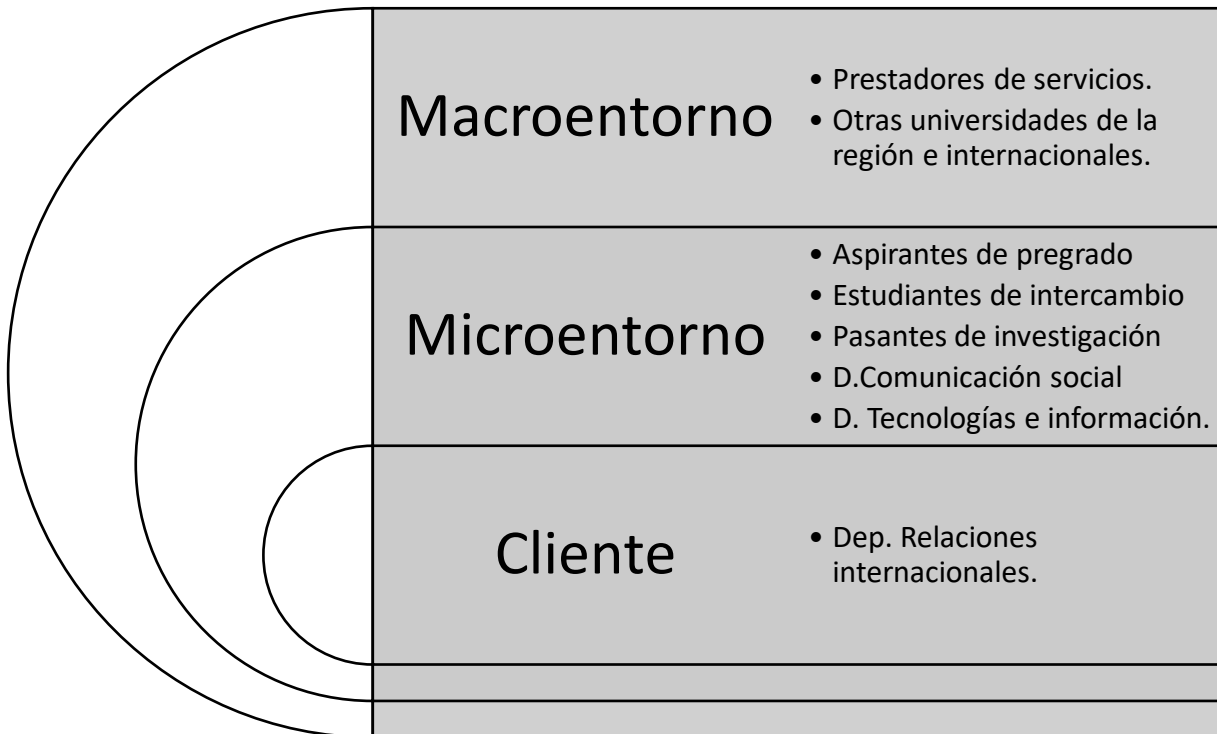 Macroentorno
• Prestadores de servicios.
• Otras universidades de la
región e internacionales.
Microentorno
• Aspirantes de pregrado
• Estudiantes de intercambio
• Pasantes de investigación
• D.Comunicación social
• D. Tecnologías e información.
Cliente
• Dep. Relaciones
internacionales.